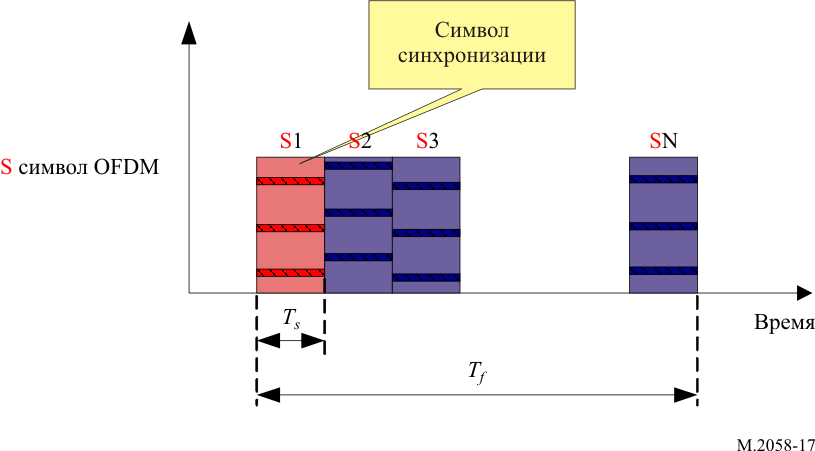 Символ
синхронизации
S1
S2
S3
SN
S символ OFDM
Время
Ts
Tf
M.2058-17